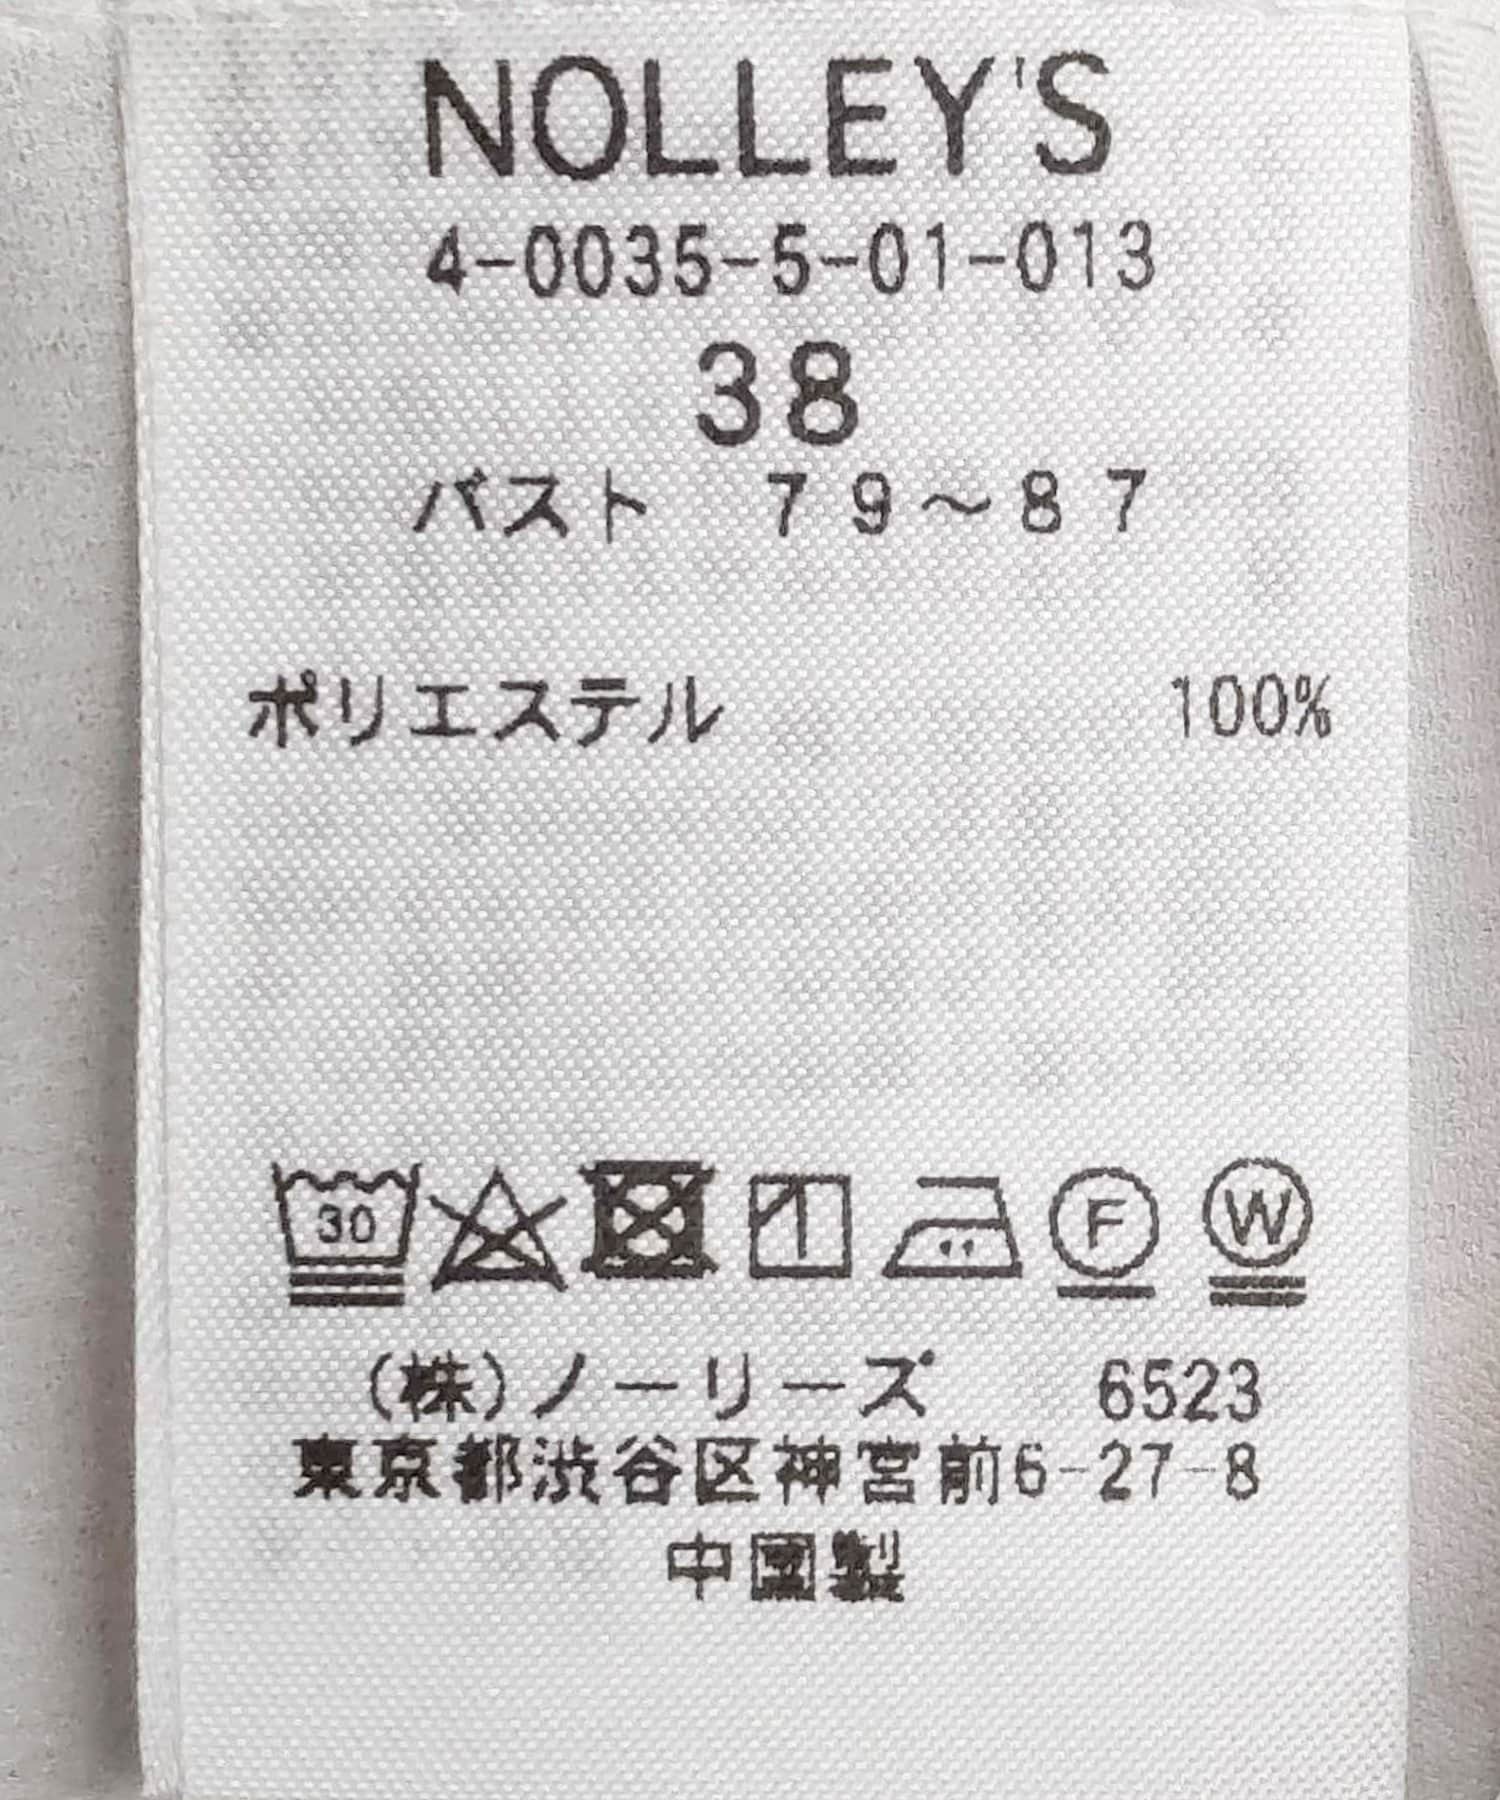 NOLLEY'S
4-0035-5-01-013
38
バスト 79～87
ポリエステル 100%
30 F W
(株)ノーリーズ 6523
東京都渋谷区神宮前6-27-8
中国製